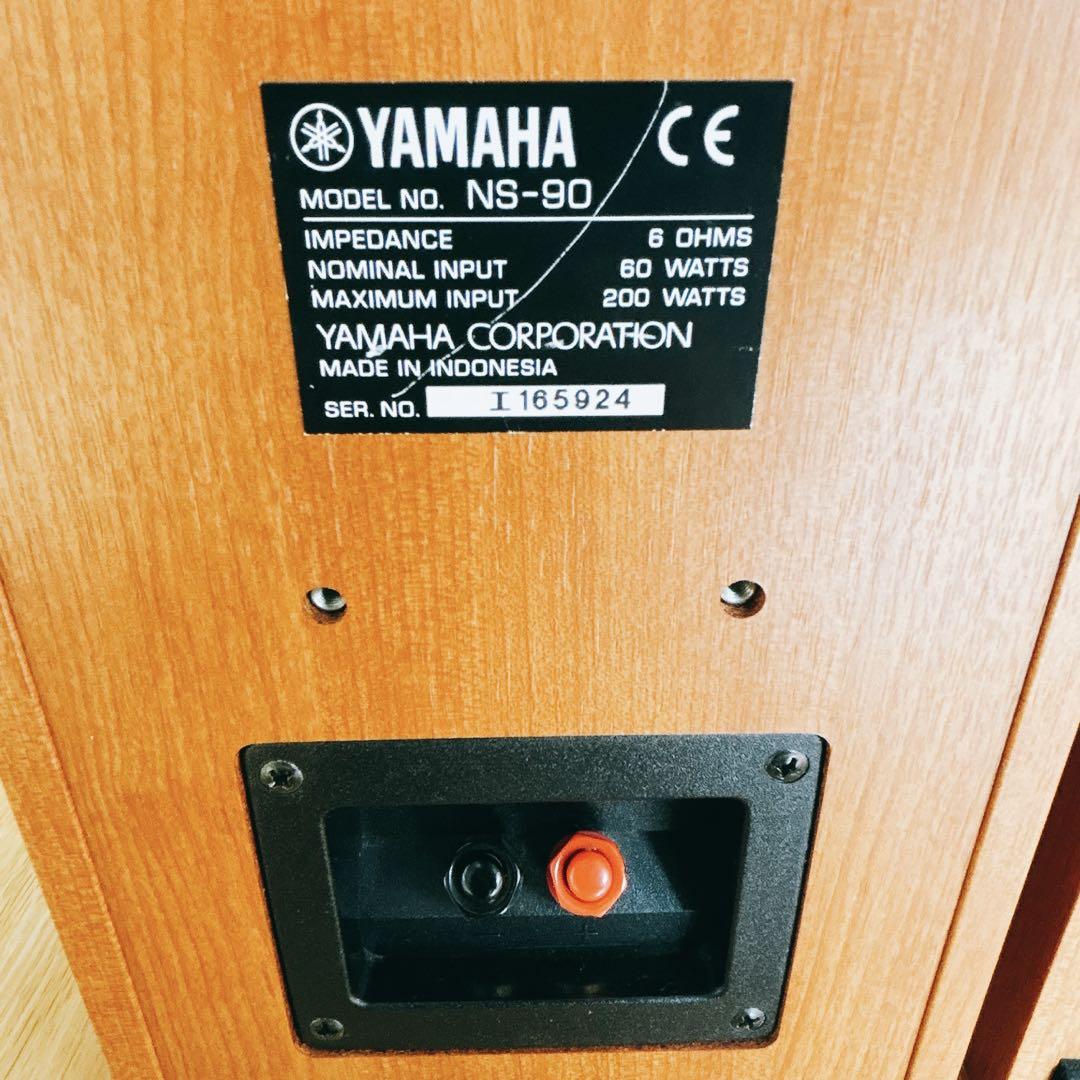 YAMAHA CE
MODEL NO. NS-90
IMPEDANCE 6 OHMS
NOMINAL INPUT 60 WATTS
MAXIMUM INPUT 200 WATTS
YAMAHA CORPORATION
MADE IN INDONESIA
SER. NO. I165924
- +